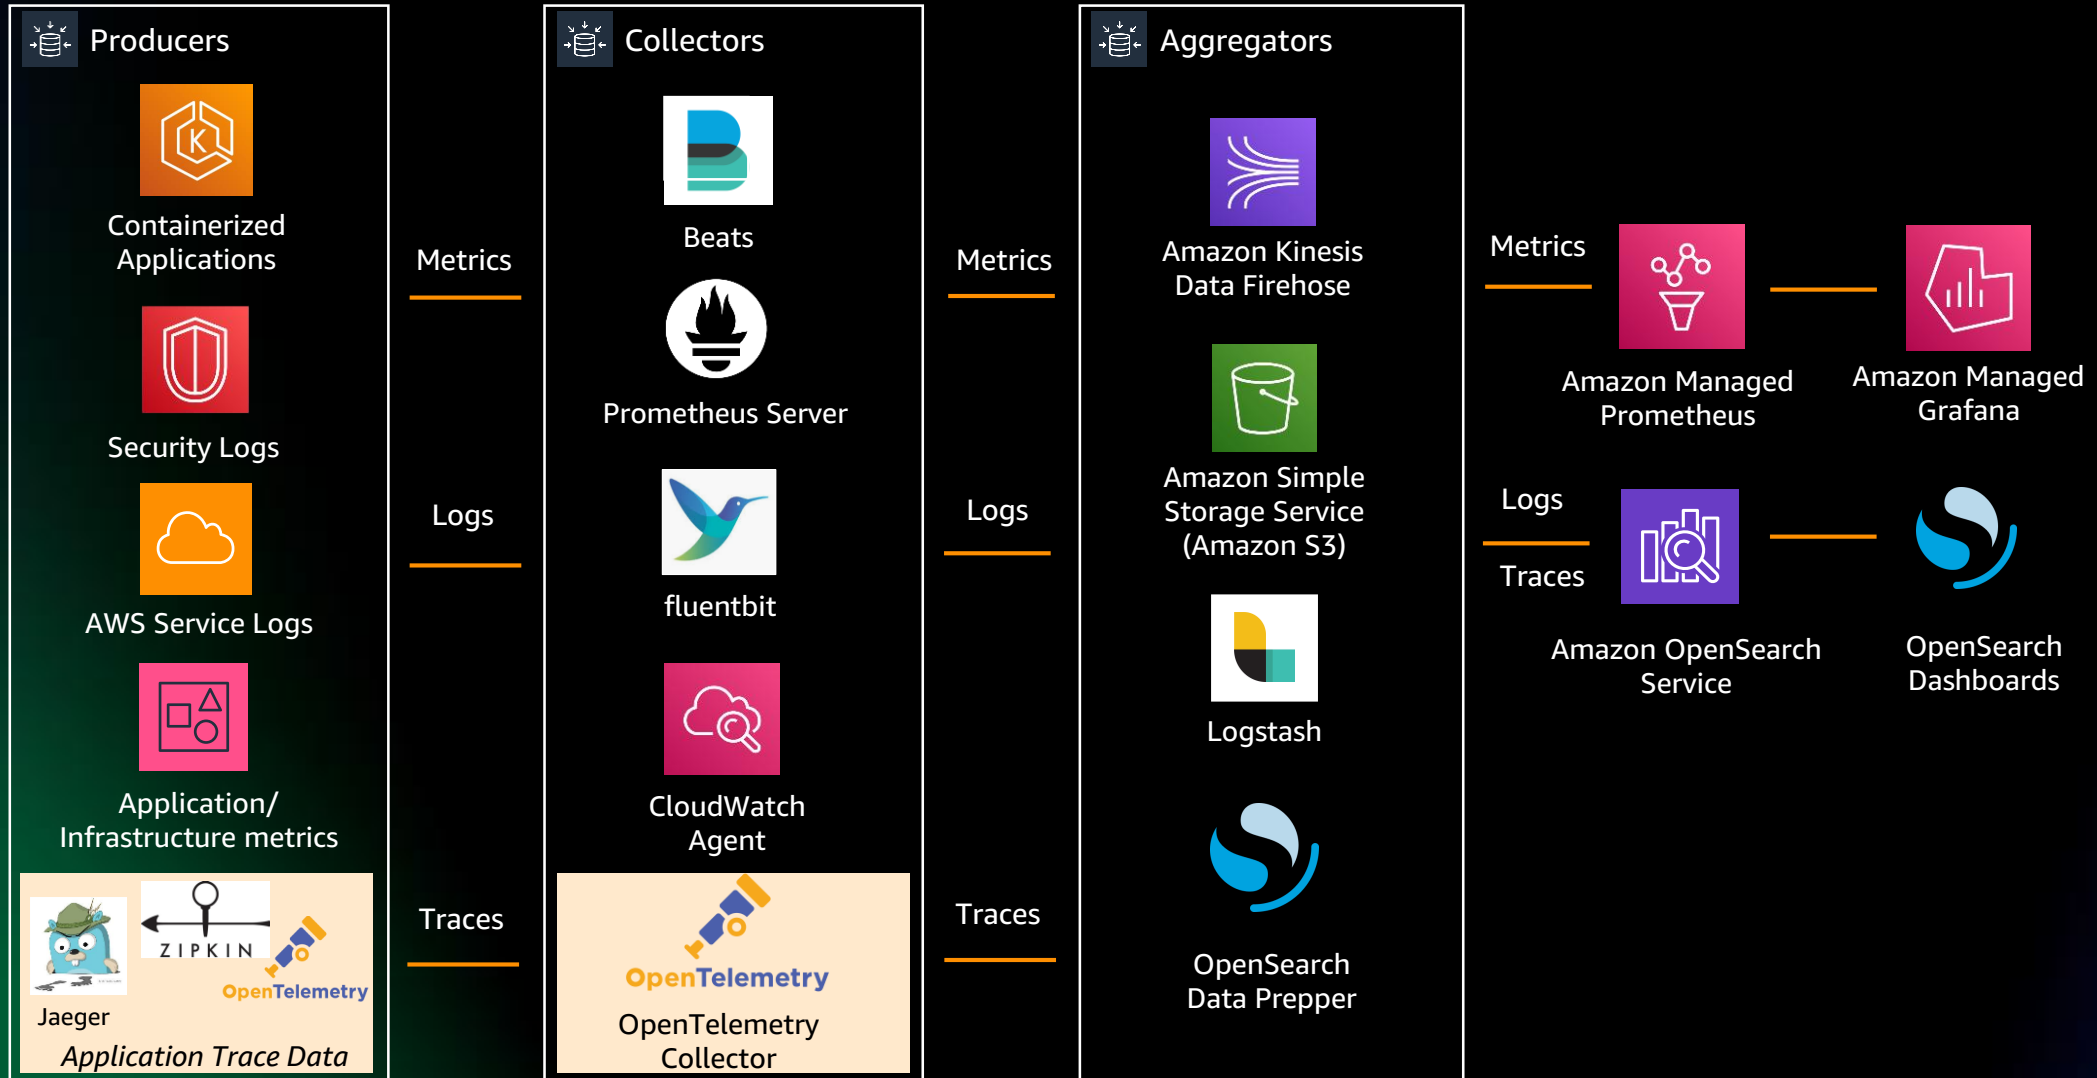 Producers
Containerized
Applications
Security Logs
AWS Service Logs
Application/
Infrastructure metrics
ZIPKIN
OpenTelemetry
Jaeger
Application Trace Data
Metrics
Logs
Traces
Collectors
Beats
Prometheus Server
fluentbit
CloudWatch
Agent
OpenTelemetry
OpenTelemetry
Collector
Metrics
Logs
Traces
Aggregators
Amazon Kinesis
Data Firehose
Amazon Simple
Storage Service
(Amazon S3)
Logstash
OpenSearch
Data Prepper
Metrics
Logs
Traces
Amazon Managed
Prometheus
Amazon Managed
Grafana
Amazon OpenSearch
Service
OpenSearch
Dashboards